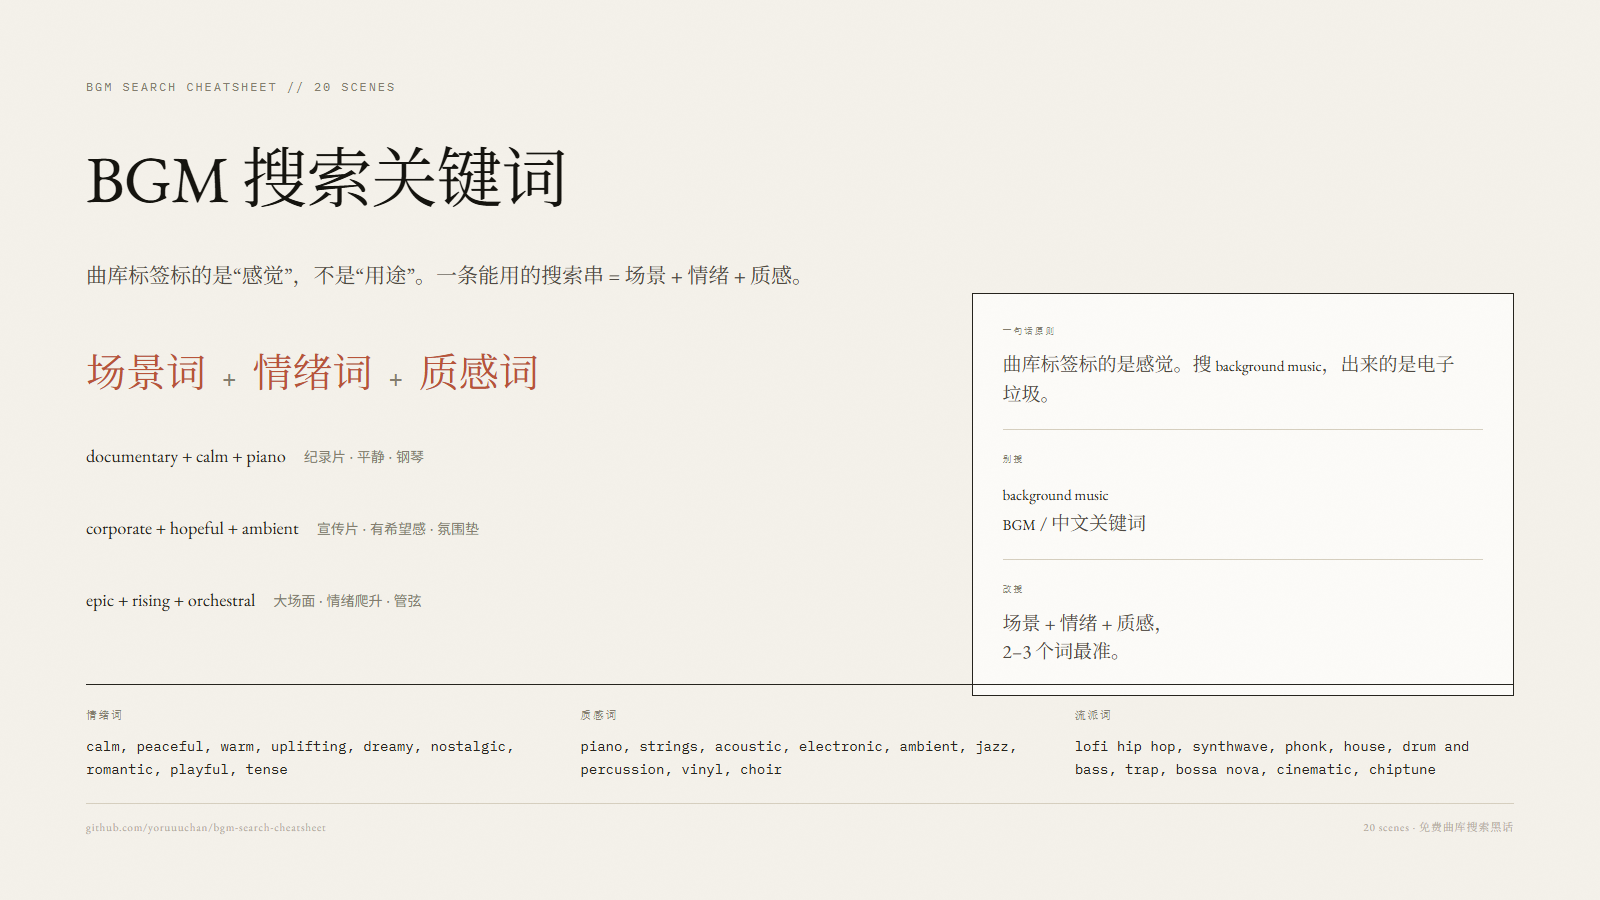 BGM SEARCH CHEATSHEET // 20 SCENES
BGM 搜索关键词
曲库标签标的是“感觉”，不是“用途”。一条能用的搜索串 = 场景 + 情绪 + 质感。
场景词 + 情绪词 + 质感词
documentary + calm + piano 纪录片 · 平静 · 钢琴
corporate + hopeful + ambient 宣传片 · 有希望感 · 氛围垫
epic + rising + orchestral 大场面 · 情绪爬升 · 管弦
一句话原则
曲库标签标的是感觉。搜 background music，出来的是电子
垃圾。
别搜
background music
BGM / 中文关键词
改搜
场景 + 情绪 + 质感，
2–3 个词最准。
情绪词
calm, peaceful, warm, uplifting, dreamy, nostalgic,
romantic, playful, tense
质感词
piano, strings, acoustic, electronic, ambient, jazz,
percussion, vinyl, choir
流派词
lofi hip hop, synthwave, phonk, house, drum and
bass, trap, bossa nova, cinematic, chiptune
github.com/yoruuuchan/bgm-search-cheatsheet
20 scenes · 免费曲库搜索黑话